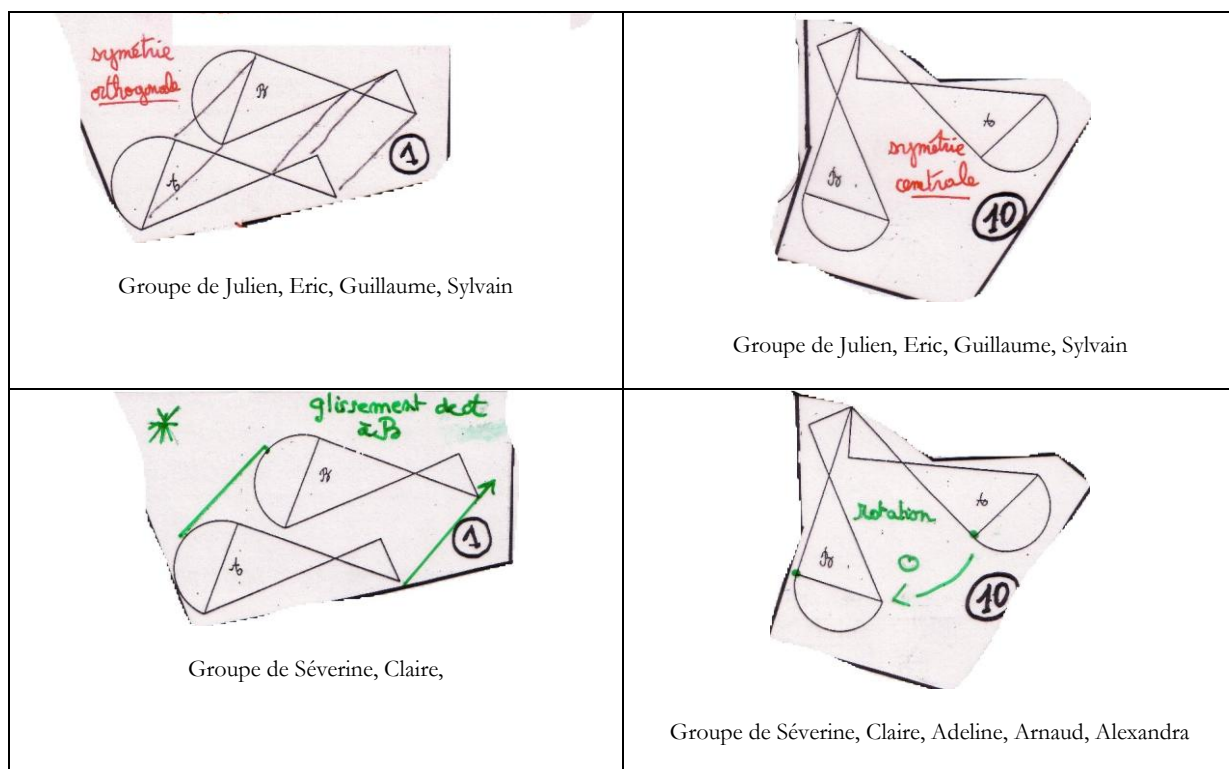 symétrie
orthogonale
B
A
1
Groupe de Julien, Eric, Guillaume, Sylvain
A
symétrie
centrale
B
10
Groupe de Julien, Eric, Guillaume, Sylvain
glissement de A
à B
B
A
1
Groupe de Séverine, Claire,
A
rotation
B
10
Groupe de Séverine, Claire, Adeline, Arnaud, Alexandra